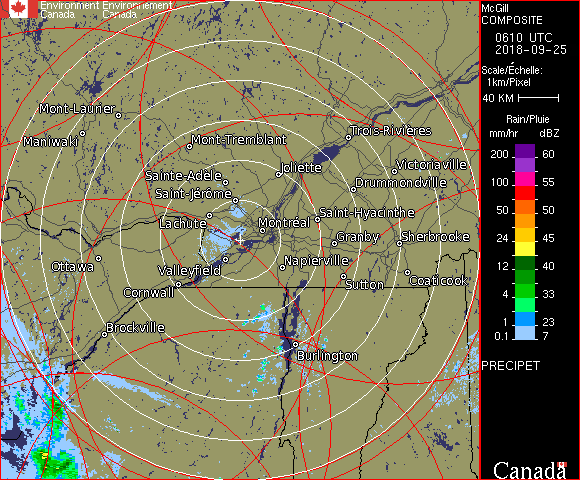 Environment Environnement
Canada Canada
Mont-Laurier
Maniwaki
Mont-Tremblant
Trois-Rivières
Joliette
Victoriaville
Sainte-Adèle
Drummondville
Saint-Jérôme
Saint-Hyacinthe
Lachute
Montréal
Granby
Sherbrooke
Ottawa
Valleyfield
Napierville
Coaticook
Cornwall
Sutton
Brockville
Burlington
McGill
COMPOSITE
0610 UTC
2018-09-25
Scale/Échelle:
1km/Pixel
40 KM
Rain/Pluie
mm/hr dBZ
200 60
100 55
50 50
24 45
12 40
4 33
1 23
0.1 7
PRECIPET
Canada